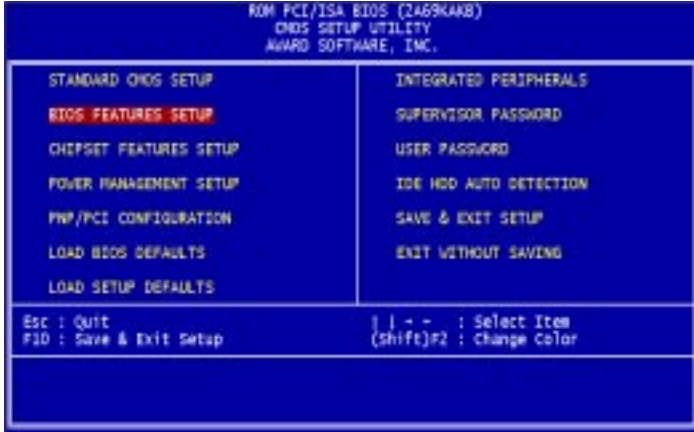 ROM PCI/ISA BIOS (2A69KAKB)
CMOS SETUP UTILITY
AWARD SOFTWARE, INC.
STANDARD CMOS SETUP
BIOS FEATURES SETUP
CHIPSET FEATURES SETUP
POWER MANAGEMENT SETUP
PNP/PCI CONFIGURATION
LOAD BIOS DEFAULTS
LOAD SETUP DEFAULTS
INTEGRATED PERIPHERALS
SUPERVISOR PASSWORD
USER PASSWORD
IDE HDD AUTO DETECTION
SAVE & EXIT SETUP
EXIT WITHOUT SAVING
Esc : Quit
F10 : Save & Exit Setup
: Select Item
(Shift)F2 : Change Color